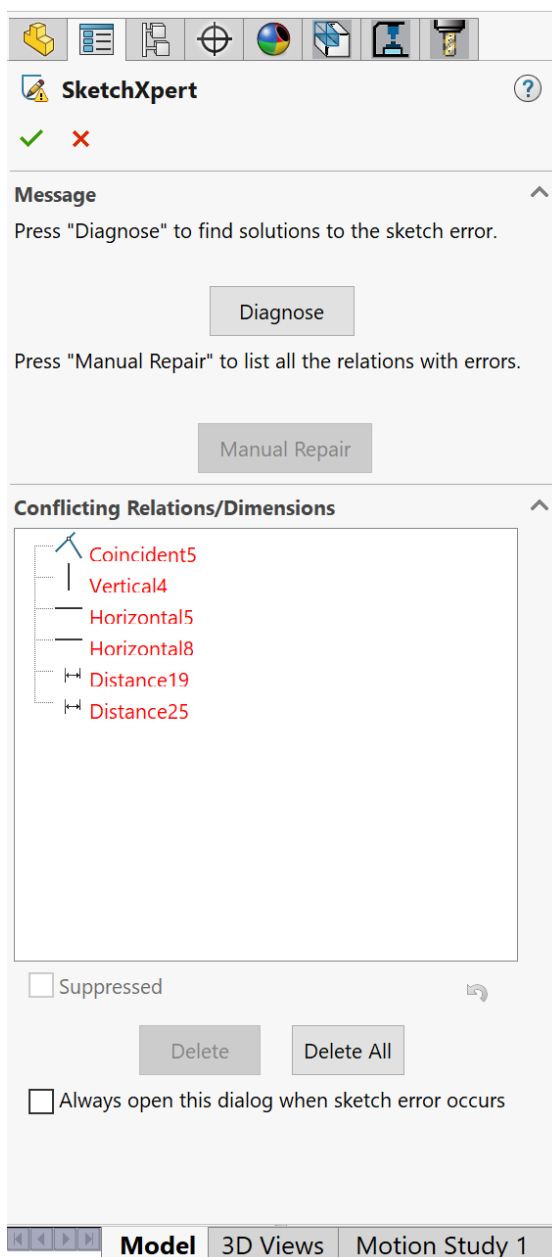 SketchXpert
?
Message
Press "Diagnose" to find solutions to the sketch error.
Diagnose
Press "Manual Repair" to list all the relations with errors.
Manual Repair
Conflicting Relations/Dimensions
Coincident5
Vertical4
Horizontal5
Horizontal8
Distance19
Distance25
Suppressed
Delete Delete All
Always open this dialog when sketch error occurs
Model 3D Views Motion Study 1